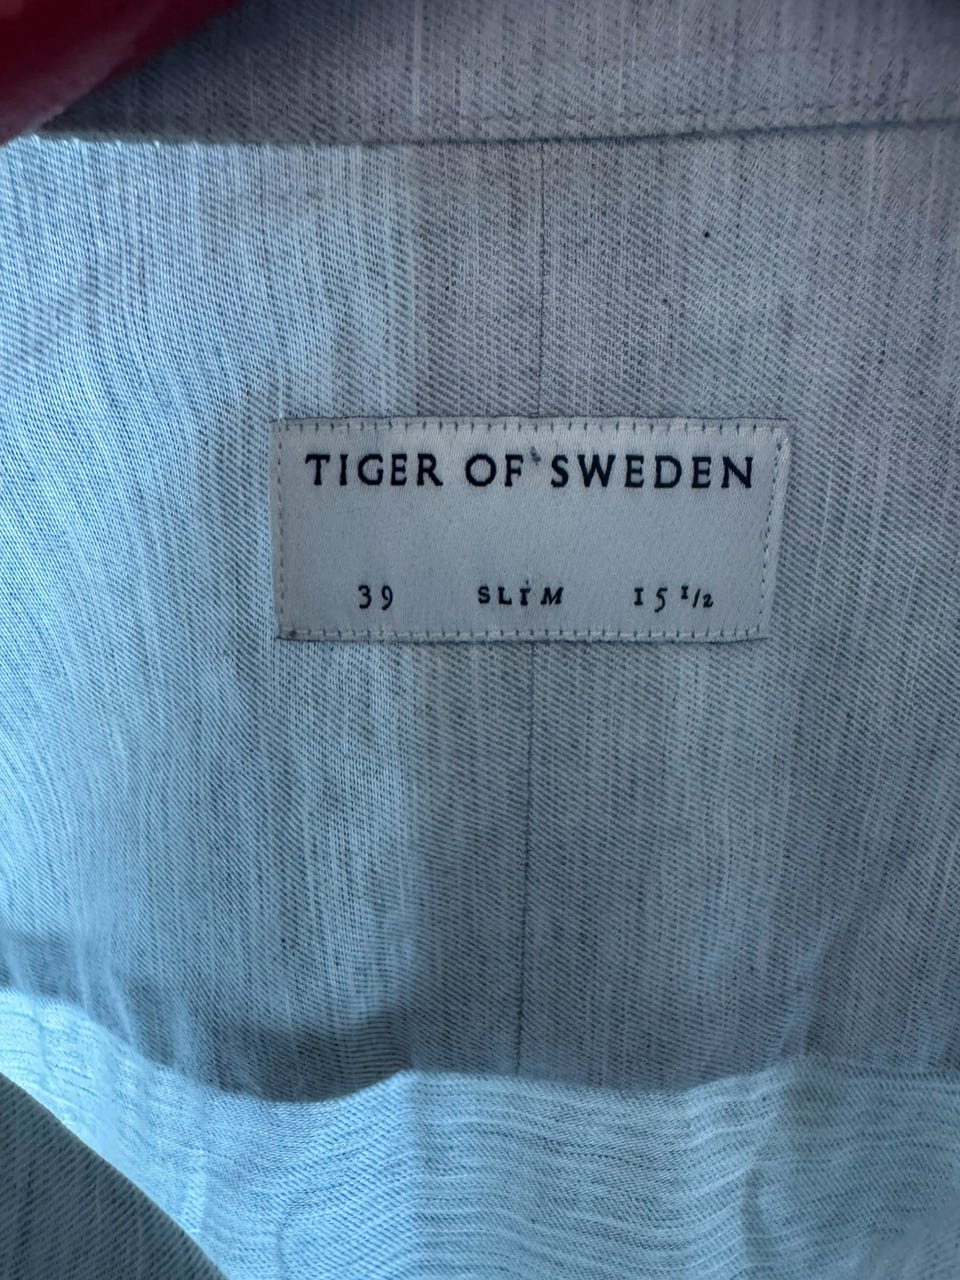 TIGER OF SWEDEN
39 SLIM 15 1/2